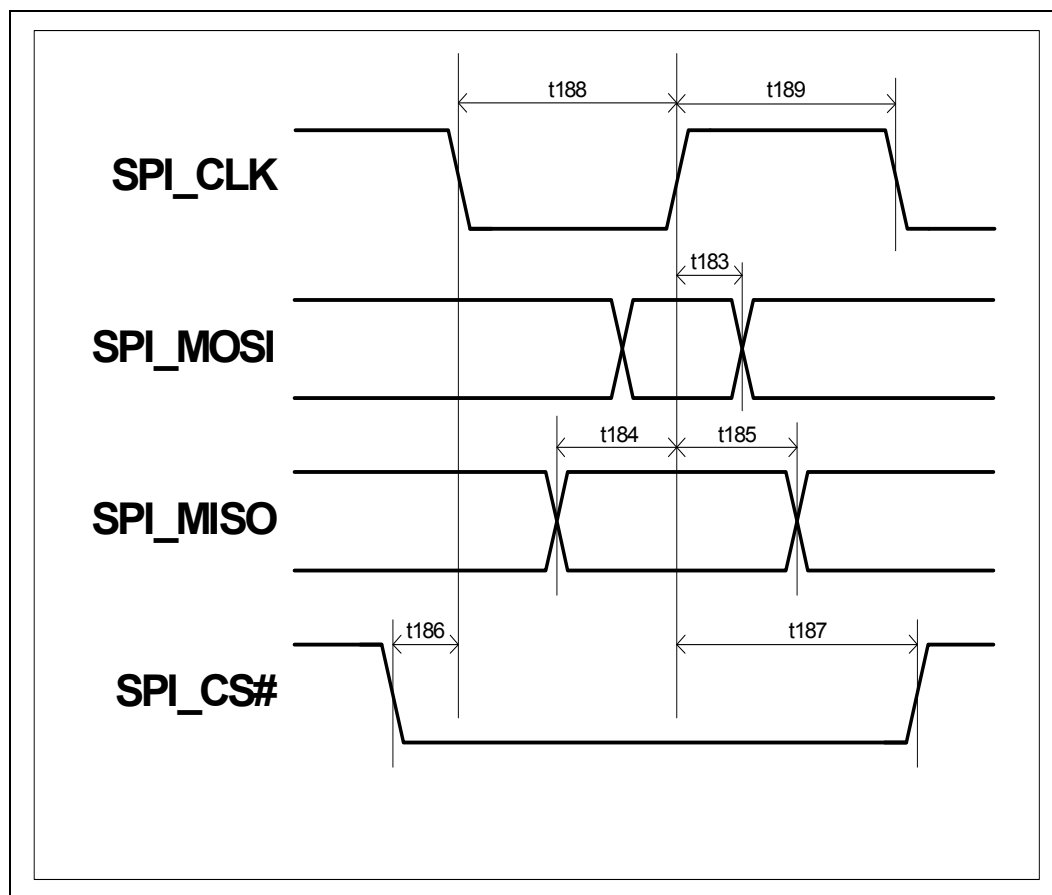 t188
t189
SPI_CLK
t183
SPI_MOSI
t184
t185
SPI_MISO
t186
t187
SPI_CS#